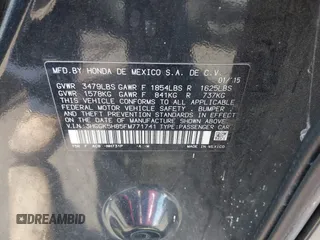 MFD. BY HONDA DE MEXICO S.A. DE C.V.
01/15
GVWR 3479LBS GAWR F 1854LBS R 1625LBS
GVWR 1578KG GAWR F 841KG R 737KG
THIS VEHICLE CONFORMS TO ALL APPLICABLE
FEDERAL MOTOR VEHICLE SAFETY, BUMPER,
AND THEFT PREVENTION STANDARDS IN EFFECT
ON THE DATE OF MANUFACTURE SHOWN ABOVE.
V.I.N.: TYPE:PASSENGER CAR
MADE IN MEXICO
©DRIVEBIDRIVE